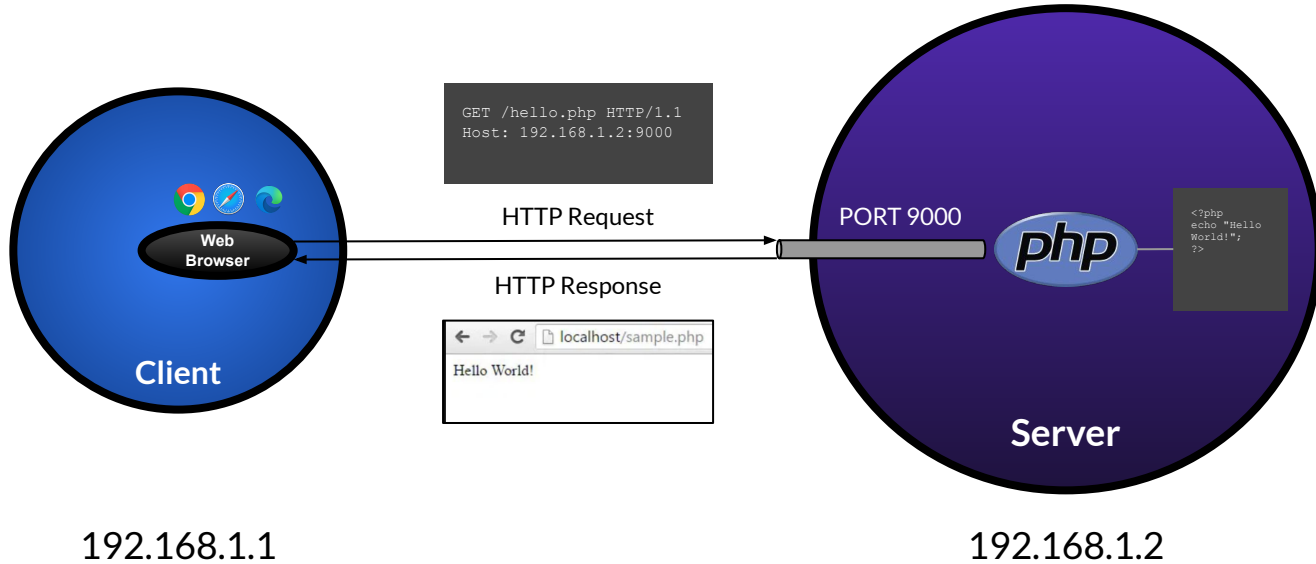 GET /hello.php HTTP/1.1
Host: 192.168.1.2:9000
HTTP Request
PORT 9000
<?php
echo "Hello
World!";
?>
php
Web
Browser
HTTP Response
localhost/sample.php
Hello World!
Client
Server
192.168.1.1
192.168.1.2